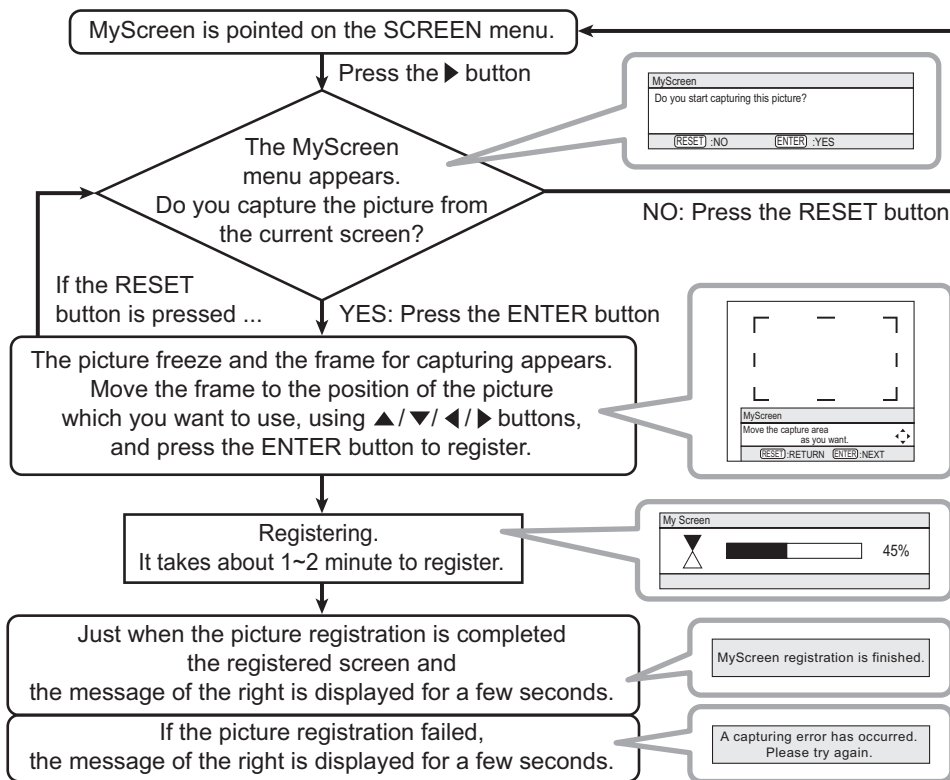 MyScreen is pointed on the SCREEN menu.
Press the ▶ button
MyScreen
Do you start capturing this picture?
RESET :NO ENTER :YES
The MyScreen
menu appears.
Do you capture the picture from
the current screen?
NO: Press the RESET button
If the RESET
button is pressed ...
YES: Press the ENTER button
The picture freeze and the frame for capturing appears.
Move the frame to the position of the picture
which you want to use, using ▲/▼/◀/▶ buttons,
and press the ENTER button to register.
MyScreen
Move the capture area
as you want.
RESET:RETURN ENTER:NEXT
Registering.
It takes about 1~2 minute to register.
My Screen
45%
Just when the picture registration is completed
the registered screen and
the message of the right is displayed for a few seconds.
MyScreen registration is finished.
If the picture registration failed,
the message of the right is displayed for a few seconds.
A capturing error has occurred.
Please try again.